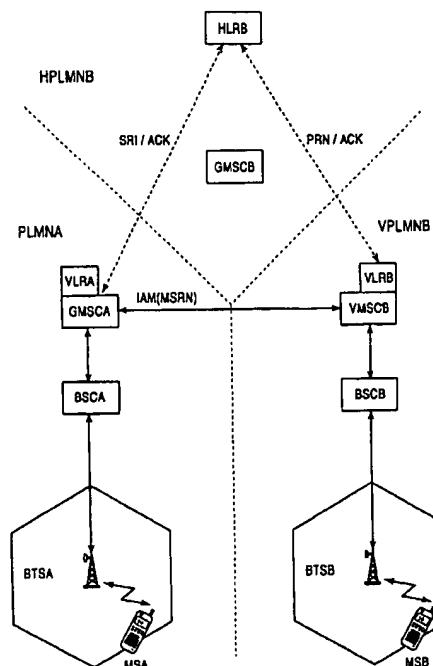 HLRB
HPLMNB
SRI / ACK
PRN / ACK
GMSCB
PLMNA
VPLMNB
VLRA
VLRB
GMSCA
IAM(MSRN)
VMSCB
BSCA
BSCB
BTSA
BTSB
MSA
MSB